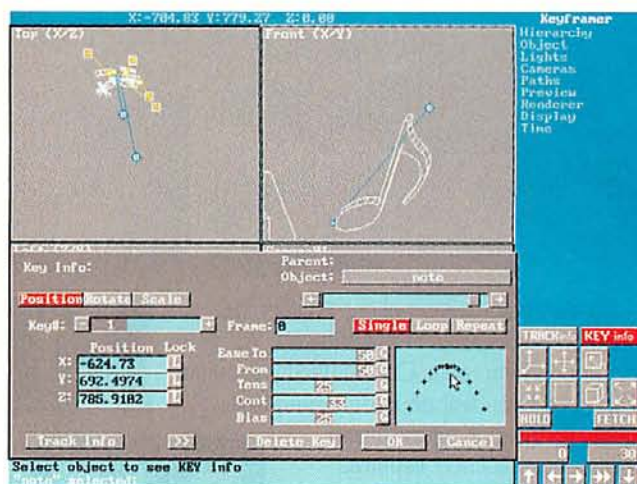 X:-704.83 Y:779.27 Z:0.00
Keyframer
Top (X/Z)
Front (X/Y)
Hierarchy
Object
Lights
Cameras
Paths
Preview
Renderer
Display
Time
Key Info:
Parent:
Object: note
Position Rotate Scale
Key#: - 1 +
Frame: 0
Single Loop Repeat
Position Lock
X: -624.73 L
Y: 692.4974 L
Z: 785.9182 L
Ease To 50 G
From 50 G
Tens 25 G
Cont 33 G
Bias 25 G
Track Info >> Delete Key OK Cancel
TRACK info KEY info
HOLD FETCH
0 30
Select object to see KEY info
"note" selected: